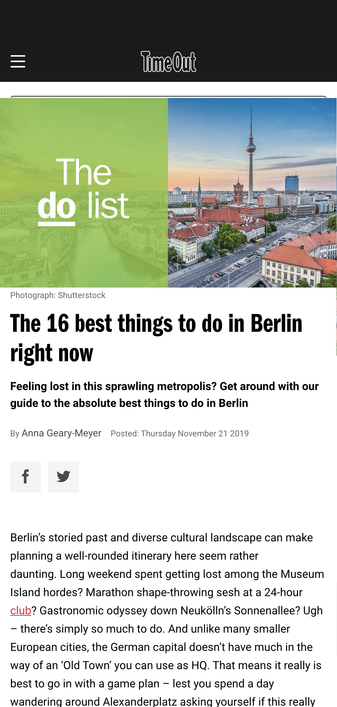 TimeOut
The
do list
Photograph: Shutterstock
The 16 best things to do in Berlin
right now
Feeling lost in this sprawling metropolis? Get around with our
guide to the absolute best things to do in Berlin
By Anna Geary-Meyer Posted: Thursday November 21 2019
Berlin’s storied past and diverse cultural landscape can make
planning a well-rounded itinerary here seem rather
daunting. Long weekend spent getting lost among the Museum
Island hordes? Marathon shape-throwing sesh at a 24-hour
club? Gastronomic odyssey down Neukölln’s Sonnenallee? Ugh
– there’s simply so much to do. And unlike many smaller
European cities, the German capital doesn’t have much in the
way of an ‘Old Town’ you can use as HQ. That means it really is
best to go in with a game plan – lest you spend a day
wandering around Alexanderplatz asking yourself if this really